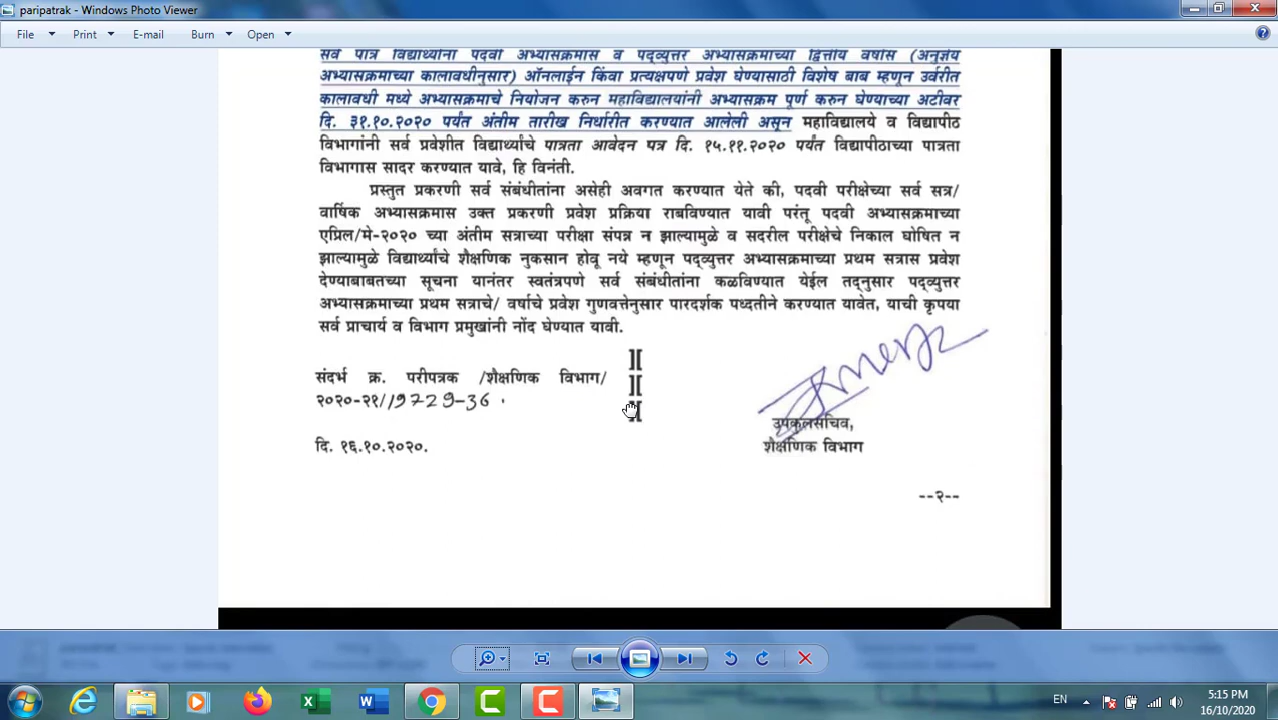 paripatrak - Windows Photo Viewer
File Print E-mail Burn Open
सर्व पात्र विद्यार्थ्यांना पदवी अभ्यासक्रमास व पदव्युत्तर अभ्यासक्रमाच्या द्वितीय वर्षास (अनुज्ञेय
अभ्यासक्रमाच्या कालावधीनुसार) ऑनलाईन किंवा प्रत्यक्षपणे प्रवेश घेण्यासाठी विशेष बाब म्हणून उर्वरीत
कालावधी मध्ये अभ्यासक्रमाचे नियोजन करुन महाविद्यालयांनी अभ्यासक्रम पूर्ण करुन घेण्याच्या अटीवर
दि. ३१.१०.२०२० पर्यंत अंतीम तारीख निर्धारीत करण्यात आलेली असून महाविद्यालये व विद्यापीठ
विभागांनी सर्व प्रवेशीत विद्यार्थ्यांचे पात्रता आवेदन पत्र दि. १५.११.२०२० पर्यंत विद्यापीठाच्या पात्रता
विभागास सादर करण्यात यावे, हि विनंती.
प्रस्तुत प्रकरणी सर्व संबंधीतांना असेही अवगत करण्यात येते की, पदवी परीक्षेच्या सर्व सत्र/
वार्षिक अभ्यासक्रमास उक्त प्रकरणी प्रवेश प्रक्रिया राबविण्यात यावी परंतू पदवी अभ्यासक्रमाच्या
एप्रिल/मे-२०२० च्या अंतीम सत्राच्या परीक्षा संपन्न न झाल्यामुळे व सदरील परीक्षेचे निकाल घोषित न
झाल्यामुळे विद्यार्थ्यांचे शैक्षणिक नुकसान होवू नये म्हणून पदव्युत्तर अभ्यासक्रमाच्या प्रथम सत्रास प्रवेश
देण्याबाबतच्या सूचना यानंतर स्वतंत्रपणे सर्व संबंधीतांना कळविण्यात येईल तद्नुसार पदव्युत्तर
अभ्यासक्रमाच्या प्रथम सत्राचे/ वर्षाचे प्रवेश गुणवत्तेनुसार पारदर्शक पध्दतीने करण्यात यावेत, याची कृपया
सर्व प्राचार्य व विभाग प्रमुखांनी नोंद घेण्यात यावी.
संदर्भ क्र. परीपत्रक /शैक्षणिक विभाग/ ][
२०२०-२१/19729-36 ][
][
उपकुलसचिव,
दि. १६.१०.२०२०. शैक्षणिक विभाग
--२--
EN
5:15 PM
16/10/2020